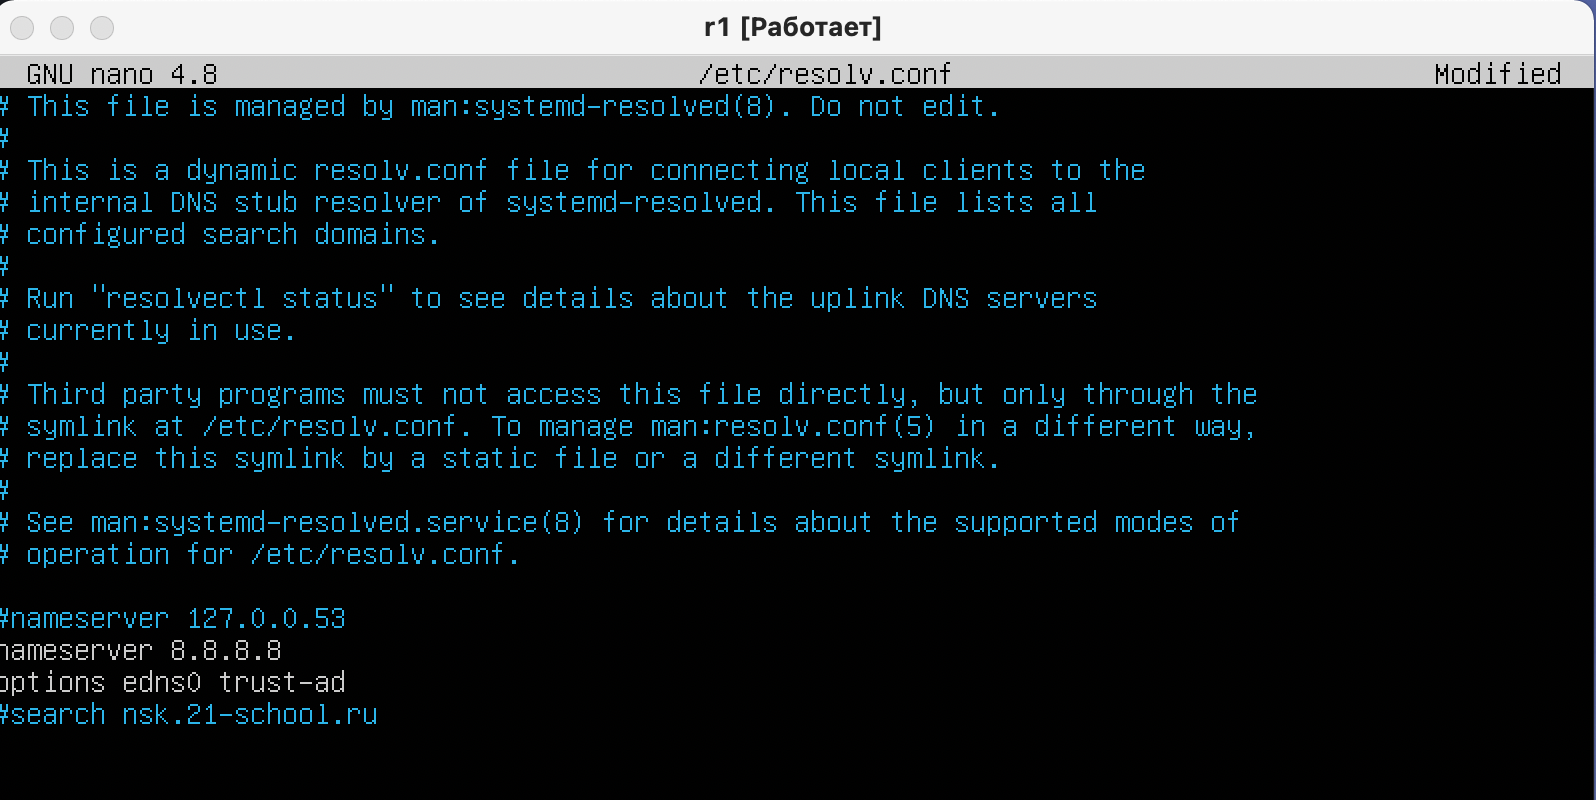 r1 [Работает]
GNU nano 4.8 /etc/resolv.conf Modified
# This file is managed by man:systemd-resolved(8). Do not edit.
#
# This is a dynamic resolv.conf file for connecting local clients to the
# internal DNS stub resolver of systemd-resolved. This file lists all
# configured search domains.
#
# Run "resolvectl status" to see details about the uplink DNS servers
# currently in use.
#
# Third party programs must not access this file directly, but only through the
# symlink at /etc/resolv.conf. To manage man:resolv.conf(5) in a different way,
# replace this symlink by a static file or a different symlink.
#
# See man:systemd-resolved.service(8) for details about the supported modes of
# operation for /etc/resolv.conf.
#nameserver 127.0.0.53
nameserver 8.8.8.8
options edns0 trust-ad
#search nsk.21-school.ru